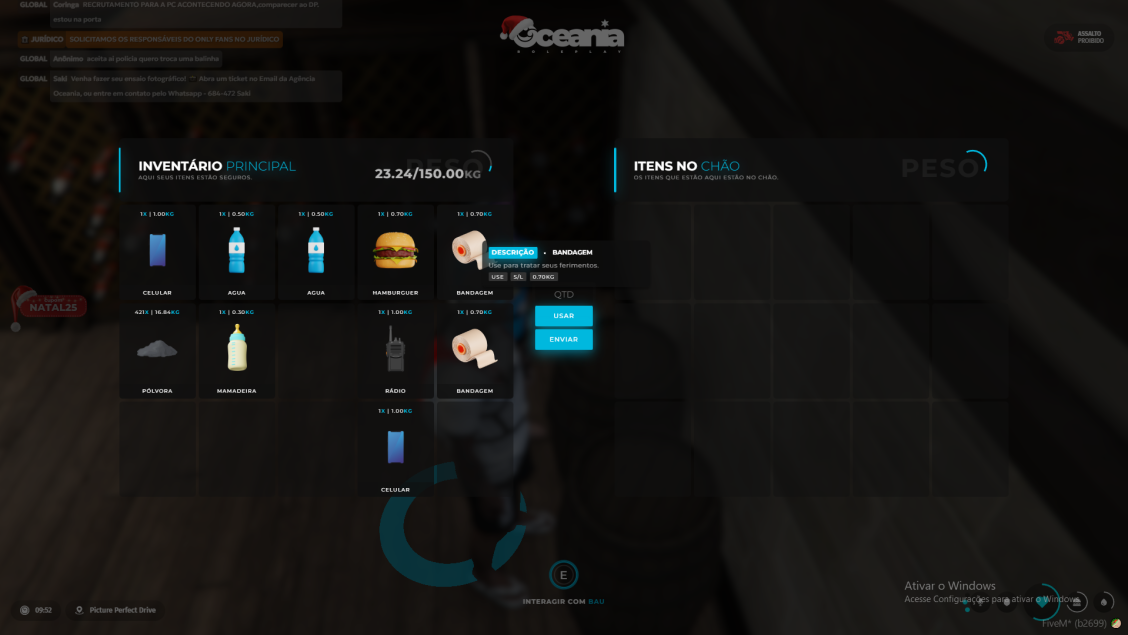 GLOBAL Coringa RECRUTAMENTO PARA A PC ACONTECENDO AGORA,comparecer ao DP.
estou na porta
JURÍDICO SOLICITAMOS OS RESPONSÁVEIS DO ONLY FANS NO JURÍDICO
GLOBAL Anônimo aceita ai policia quero troca uma balinha
GLOBAL Saki Venha fazer seu ensaio fotográfico! Abra um ticket no Email da Agência
Oceania, ou entre em contato pelo Whatsapp - 684-472 Saki
Oceania
ROLEPLAY
ASSALTO
PROIBIDO
INVENTÁRIO PRINCIPAL
AQUI SEUS ITENS ESTÃO SEGUROS.
PESO
23.24/150.00KG
ITENS NO CHÃO
OS ITENS QUE ESTÃO AQUI ESTÃO NO CHÃO.
PESO
1X | 1.00KG
1X | 0.50KG
1X | 0.50KG
1X | 0.70KG
1X | 0.70KG
CELULAR
AGUA
AGUA
HAMBURGUER
BANDAGEM
DESCRIÇÃO • BANDAGEM
Use para tratar seus ferimentos.
USE S/L 0.70KG
QTD
USAR
ENVIAR
NATAL25
421X | 16.84KG
1X | 0.30KG
1X | 1.00KG
1X | 0.70KG
PÓLVORA
MAMADEIRA
RÁDIO
BANDAGEM
1X | 1.00KG
CELULAR
E
INTERAGIR COM BAU
09:52
Picture Perfect Drive
Ativar o Windows
Acesse Configurações para ativar o Windows.
FiveM* (b2699)